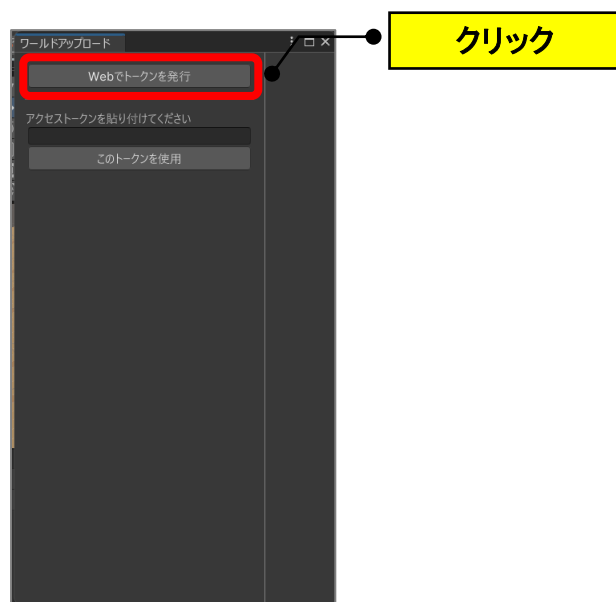 ワールドアップロード
クリック
Webでトークンを発行
アクセストークンを貼り付けてください
このトークンを使用